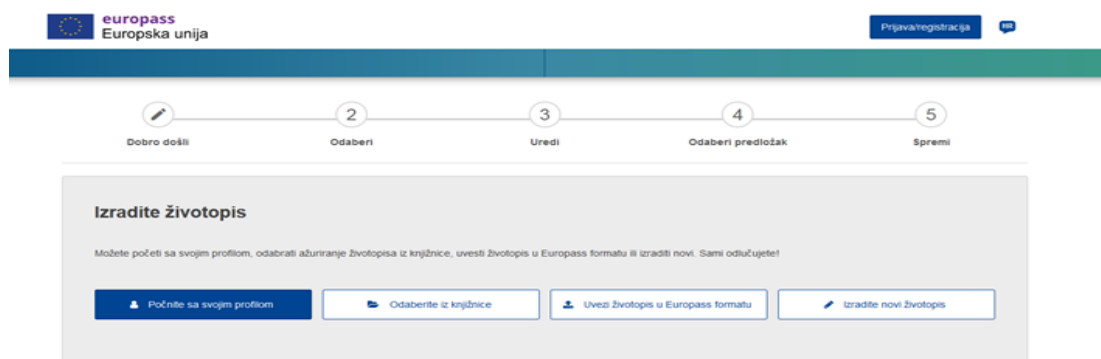 europass
Europska unija
Prijava/registracija
HR
2
3
4
5
Dobro došli
Odaberi
Uredi
Odaberi predložak
Spremi
Izradite životopis
Možete početi sa svojim profilom, odabrati ažuriranje životopisa iz knjižnice, uvesti životopis u Europass formatu ili izraditi novi. Sami odlučujete!
Počnite sa svojim profilom
Odaberite iz knjižnice
Uvezi životopis u Europass formatu
Izradite novi životopis